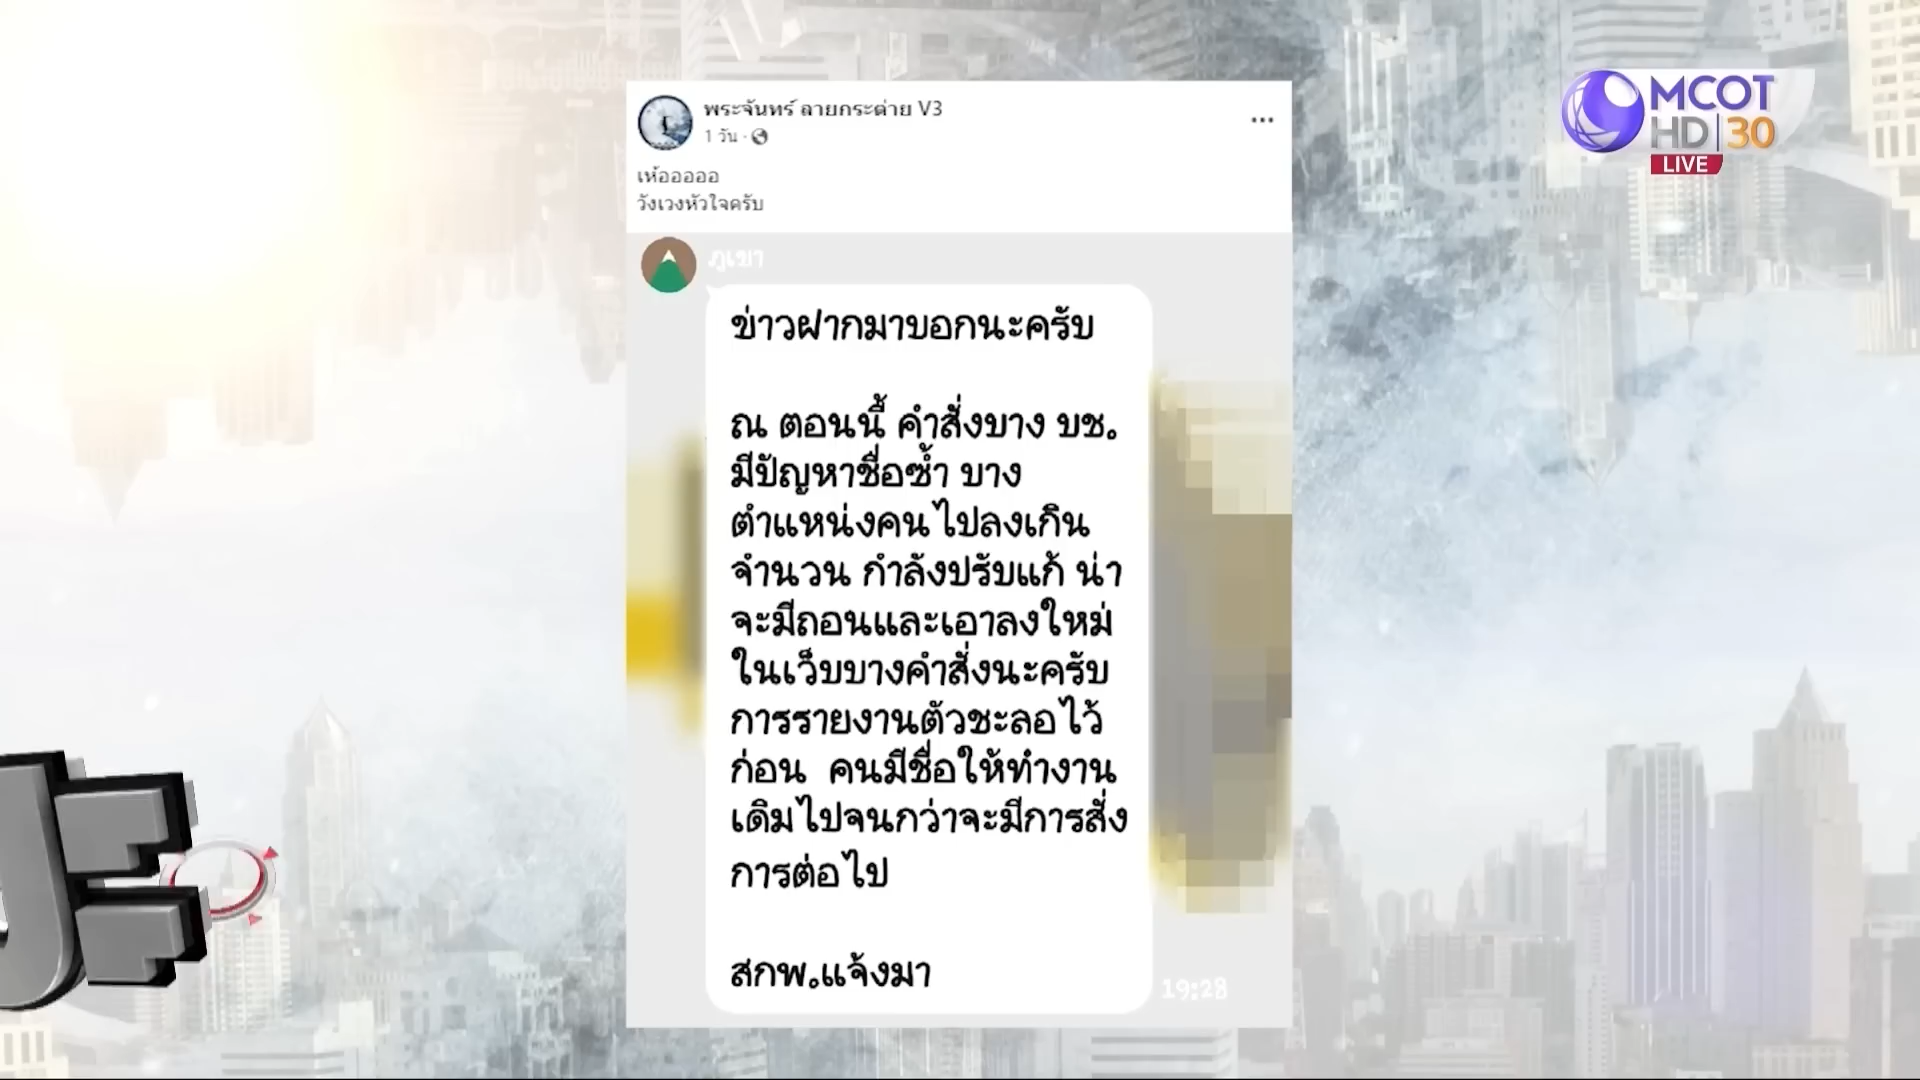 MCOT
HD 30
LIVE
พระจันทร์ ลายกระต่าย V3
1 วัน
เห้อออออ
วังเวงหัวใจครับ
ภูเขา
ข่าวฝากมาบอกนะครับ
ณ ตอนนี้ คำสั่งบาง บช.
มีปัญหาชื่อซ้ำ บาง
ตำแหน่งคนไปลงเกิน
จำนวน กำลังปรับแก้ น่า
จะมีถอนและเอาลงใหม่
ในเว็บบางคำสั่งนะครับ
การรายงานตัวชะลอไว้
ก่อน คนมีชื่อให้ทำงาน
เดิมไปจนกว่าจะมีการสั่ง
การต่อไป
สกพ.แจ้งมา
19:28